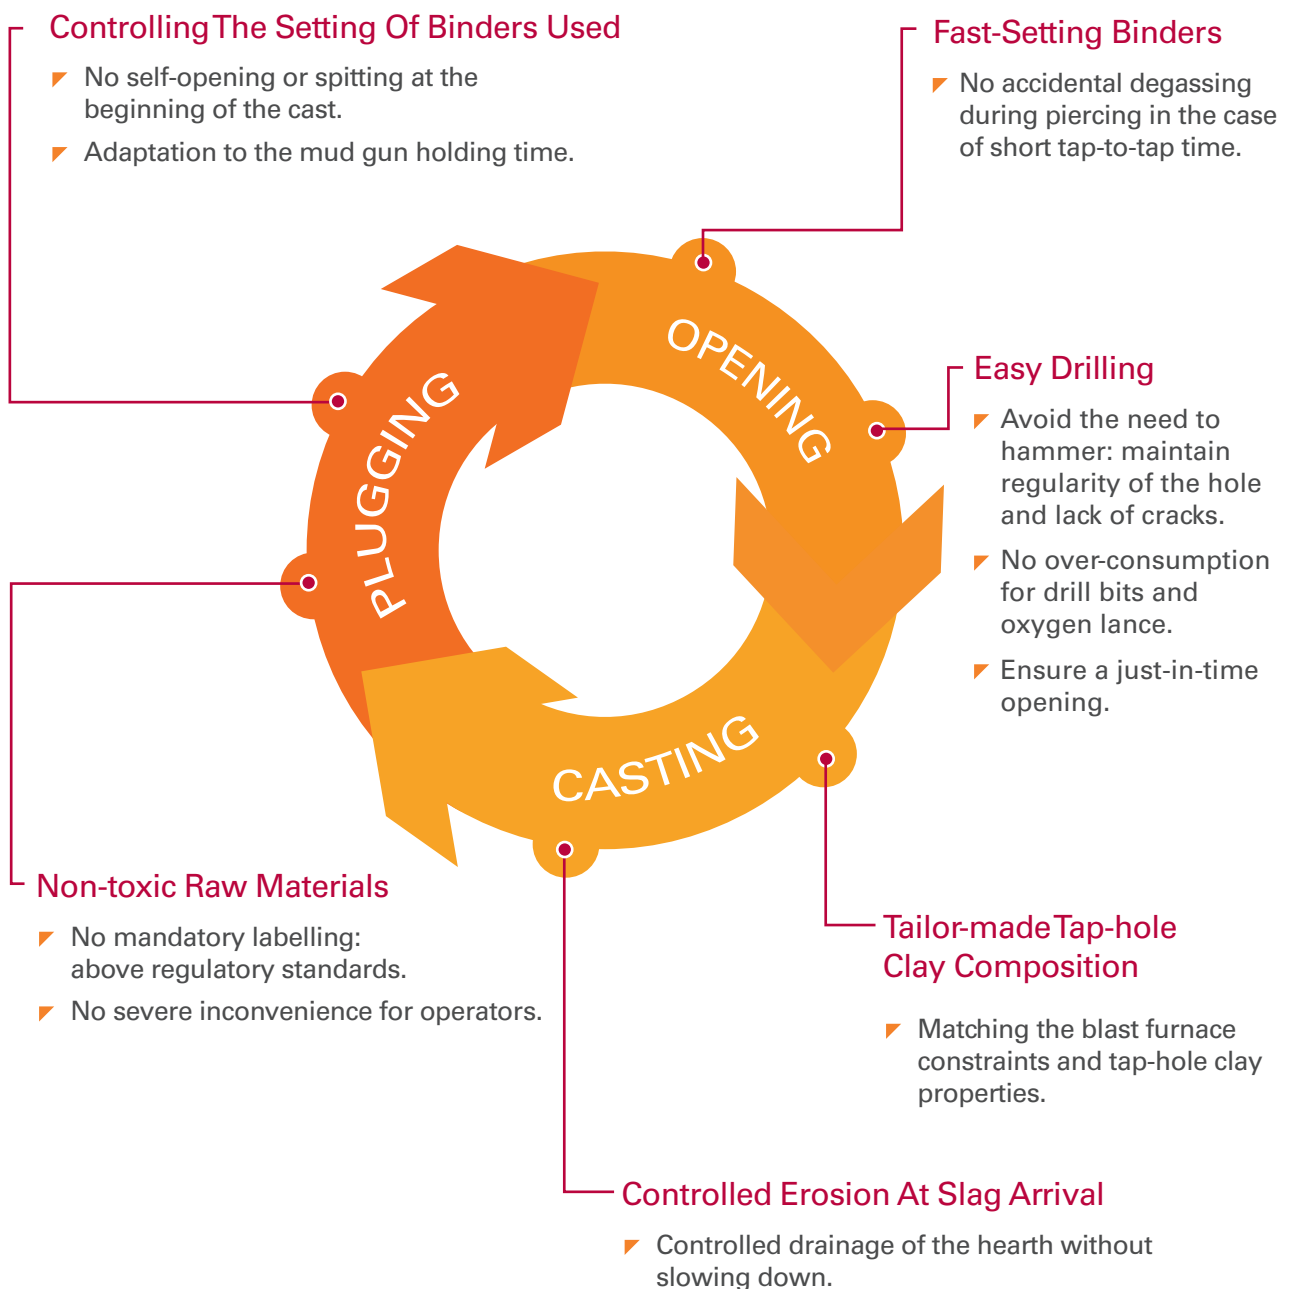 Controlling The Setting Of Binders Used
No self-opening or spitting at the
beginning of the cast.
Adaptation to the mud gun holding time.
Fast-Setting Binders
No accidental degassing
during piercing in the case
of short tap-to-tap time.
OPENING
PLUGGING
CASTING
Easy Drilling
Avoid the need to
hammer: maintain
regularity of the hole
and lack of cracks.
No over-consumption
for drill bits and
oxygen lance.
Ensure a just-in-time
opening.
Non-toxic Raw Materials
No mandatory labelling:
above regulatory standards.
No severe inconvenience for operators.
Tailor-made Tap-hole
Clay Composition
Matching the blast furnace
constraints and tap-hole clay
properties.
Controlled Erosion At Slag Arrival
Controlled drainage of the hearth without
slowing down.